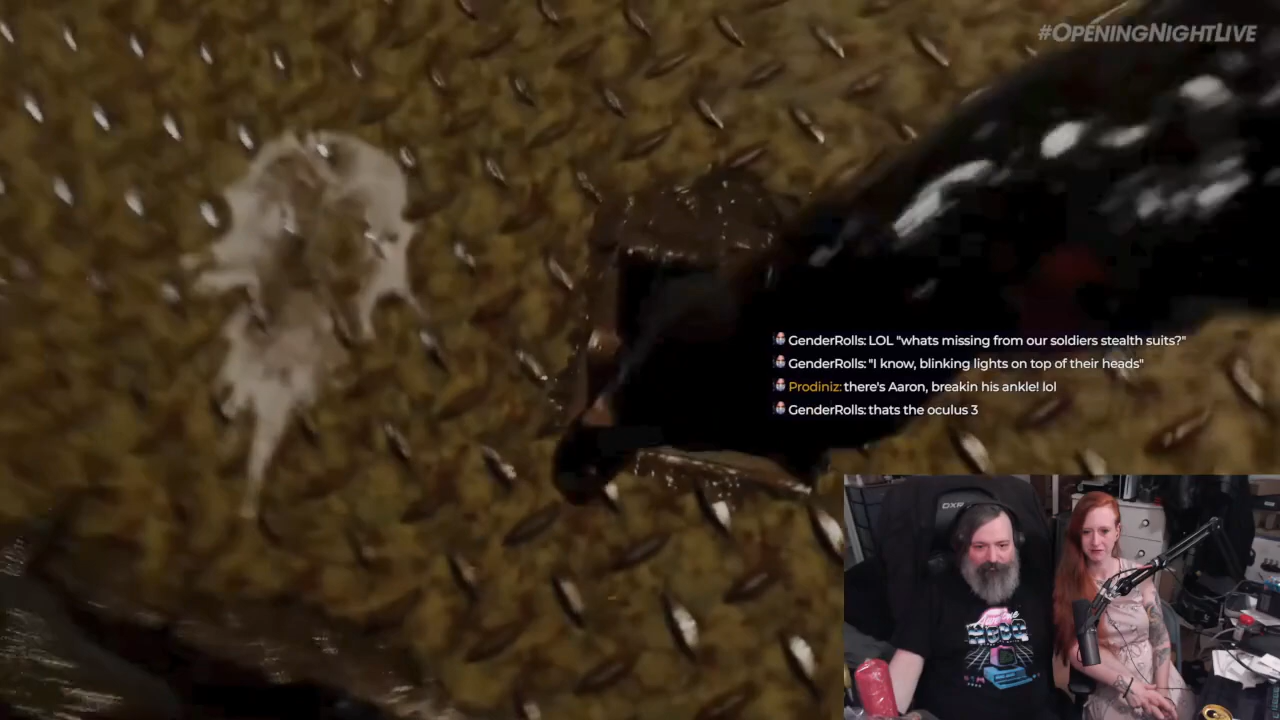 #OPENINGNIGHTLIVE
GenderRolls: LOL "whats missing from our soldiers stealth suits?"
GenderRolls: "I know, blinking lights on top of their heads"
Prodiniz: there's Aaron, breakin his ankle! lol
GenderRolls: thats the oculus 3
DXR